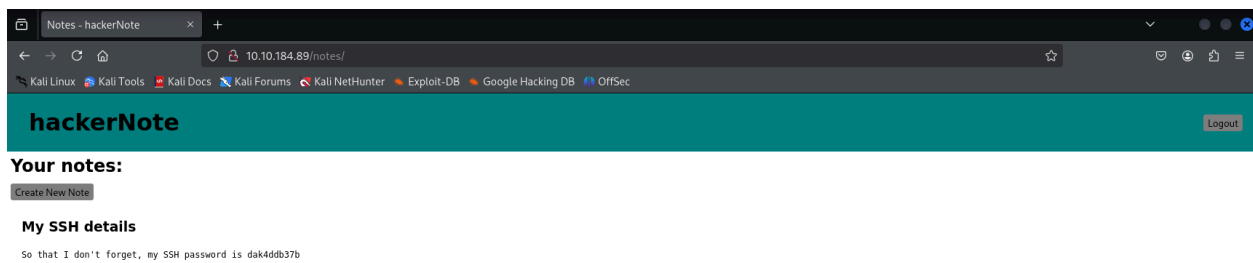 Notes - hackerNote
10.10.184.89/notes/
Kali Linux Kali Tools Kali Docs Kali Forums Kali NetHunter Exploit-DB Google Hacking DB OffSec
hackerNote
Logout
Your notes:
Create New Note
My SSH details
So that I don't forget, my SSH password is dak4ddb37b